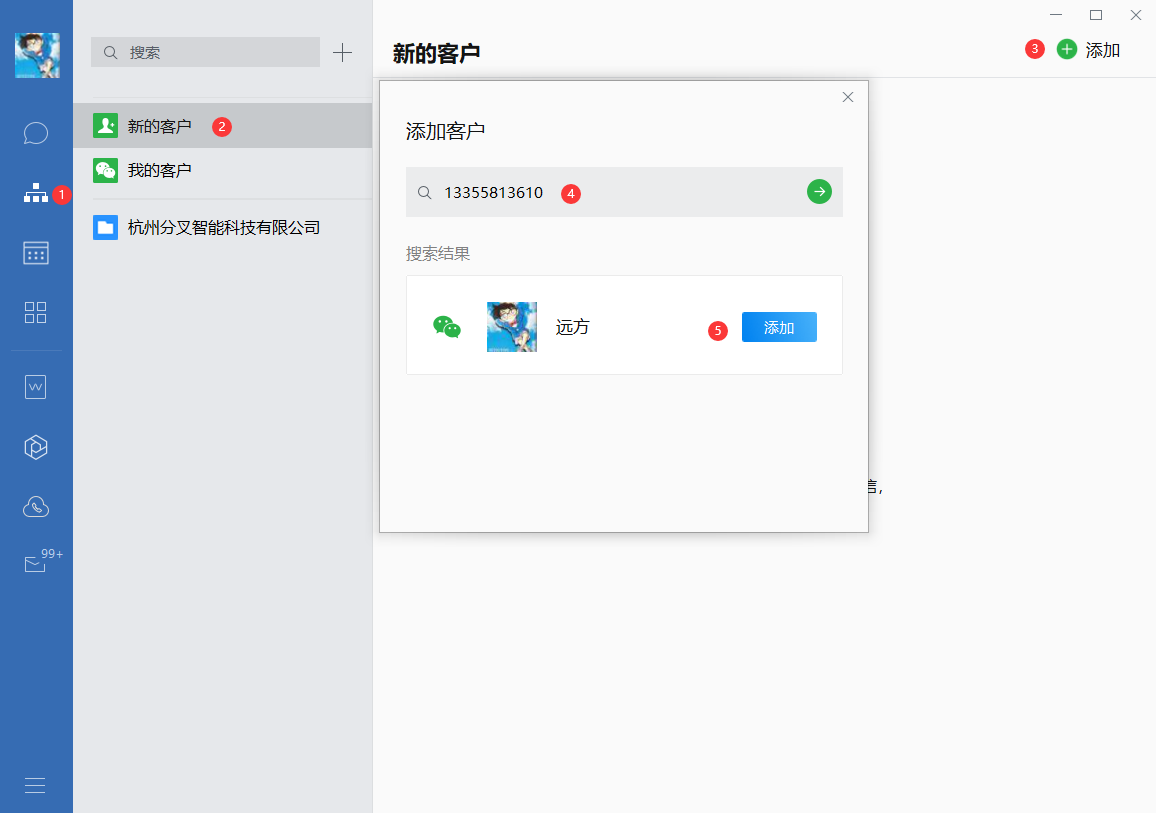 搜索
新的客户
3
添加
新的客户
2
我的客户
1
杭州分叉智能科技有限公司
99+
添加客户
13355813610
4
搜索结果
远方
5
添加
信，